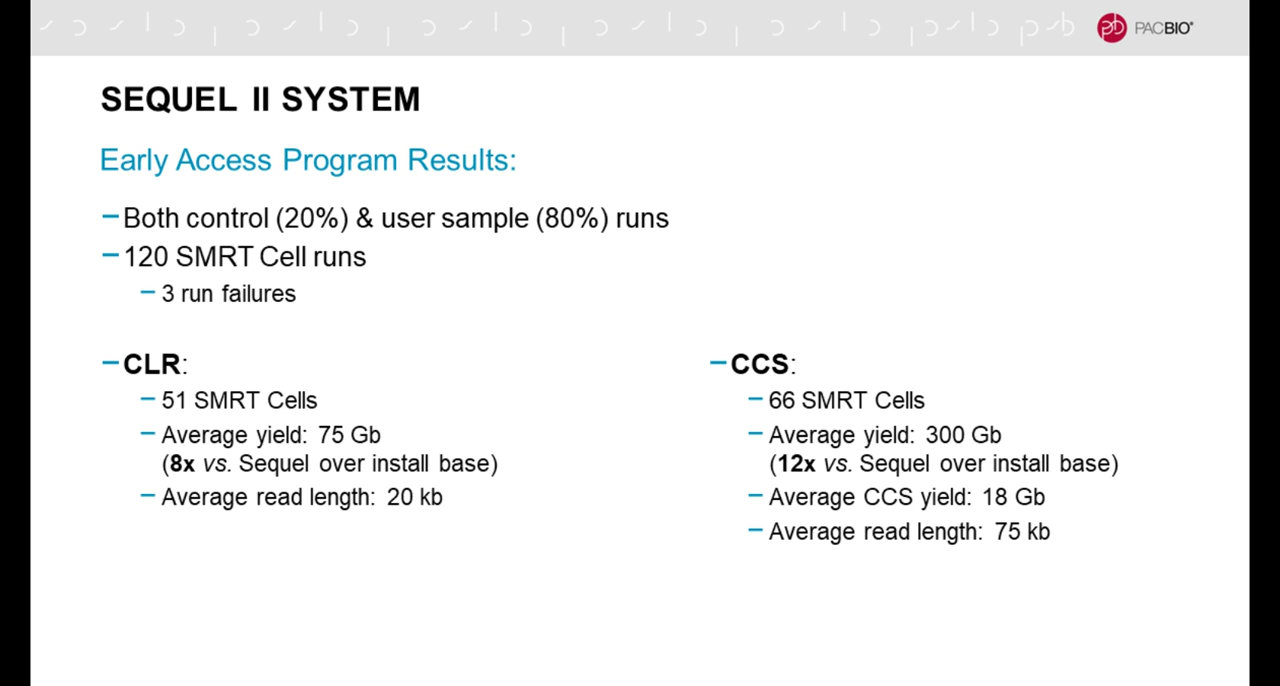 PACBIO®
SEQUEL II SYSTEM
Early Access Program Results:
– Both control (20%) & user sample (80%) runs
– 120 SMRT Cell runs
– 3 run failures
– CLR:
– 51 SMRT Cells
– Average yield: 75 Gb
(8x vs. Sequel over install base)
– Average read length: 20 kb
– CCS:
– 66 SMRT Cells
– Average yield: 300 Gb
(12x vs. Sequel over install base)
– Average CCS yield: 18 Gb
– Average read length: 75 kb